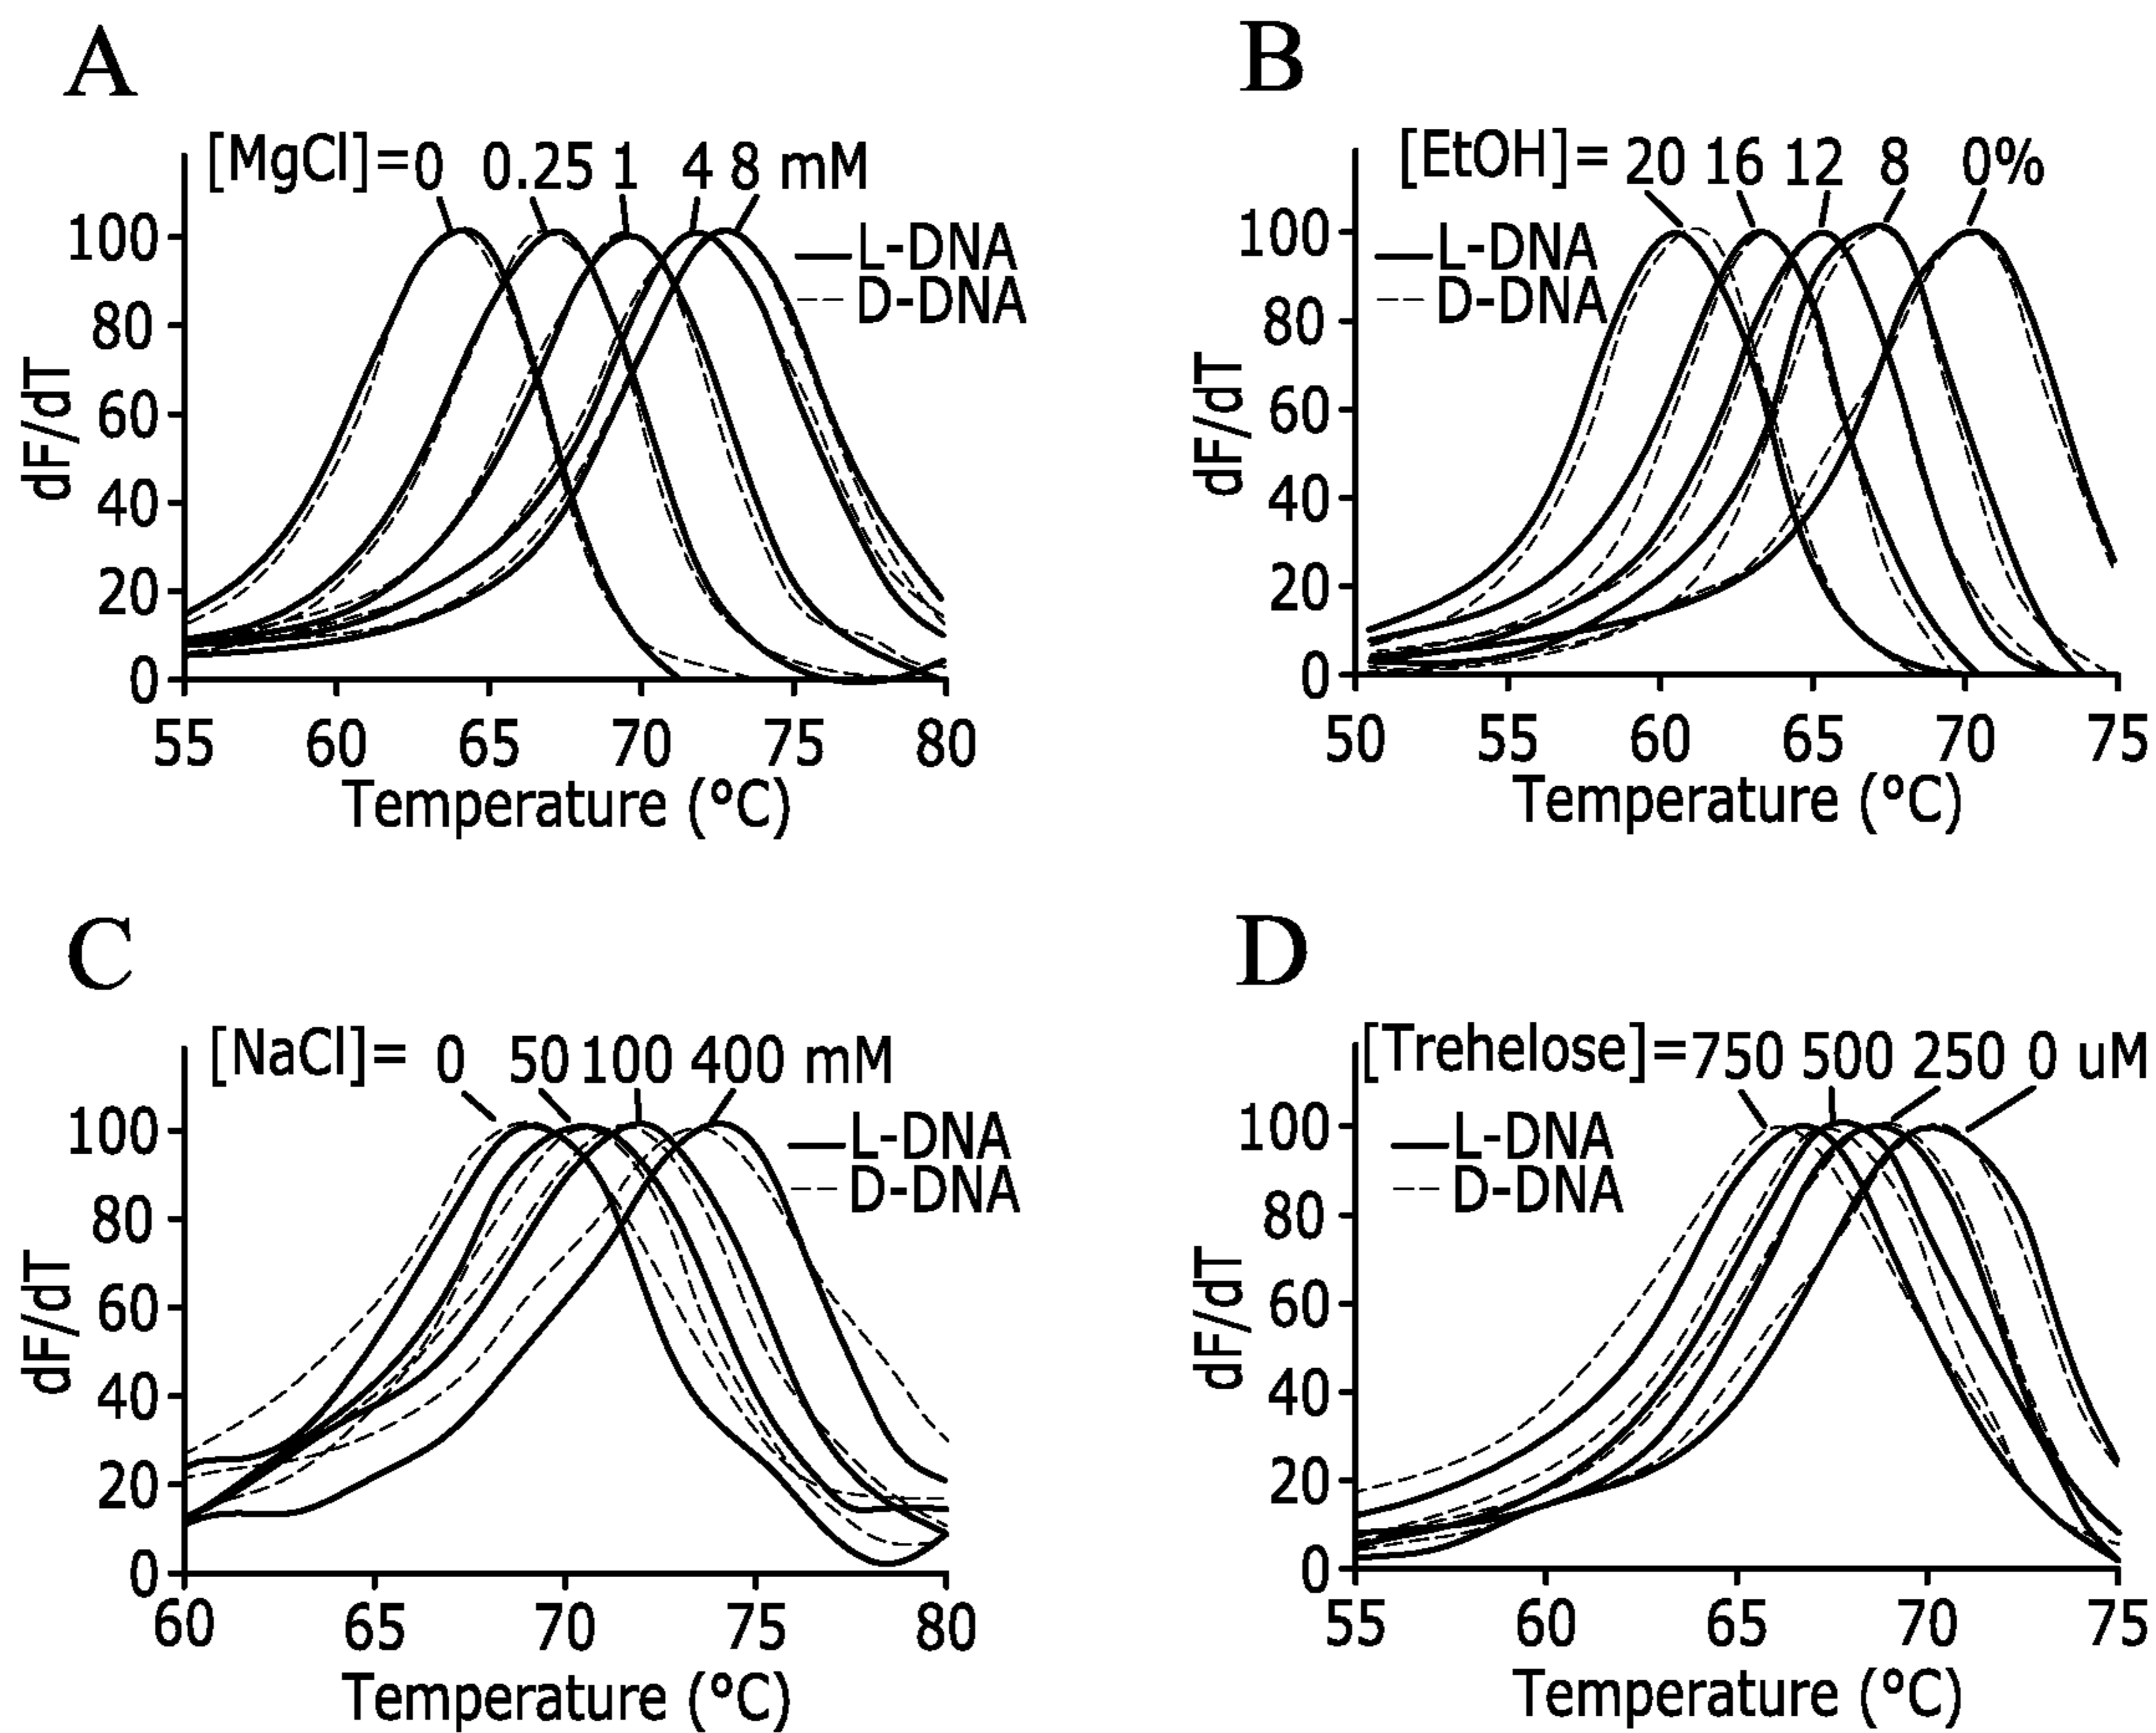 A
[MgCl]=0 0.25 1 4 8 mM
L-DNA
D-DNA
100
80
60
40
20
0
dF/dT
55 60 65 70 75 80
Temperature (ºC)
B
[EtOH]= 20 16 12 8 0%
L-DNA
D-DNA
100
80
60
40
20
0
dF/dT
50 55 60 65 70 75
Temperature (ºC)
C
[NaCl]= 0 50 100 400 mM
L-DNA
D-DNA
100
80
60
40
20
0
dF/dT
60 65 70 75 80
Temperature (ºC)
D
[Trehelose]=750 500 250 0 uM
L-DNA
D-DNA
100
80
60
40
20
0
dF/dT
55 60 65 70 75
Temperature (ºC)